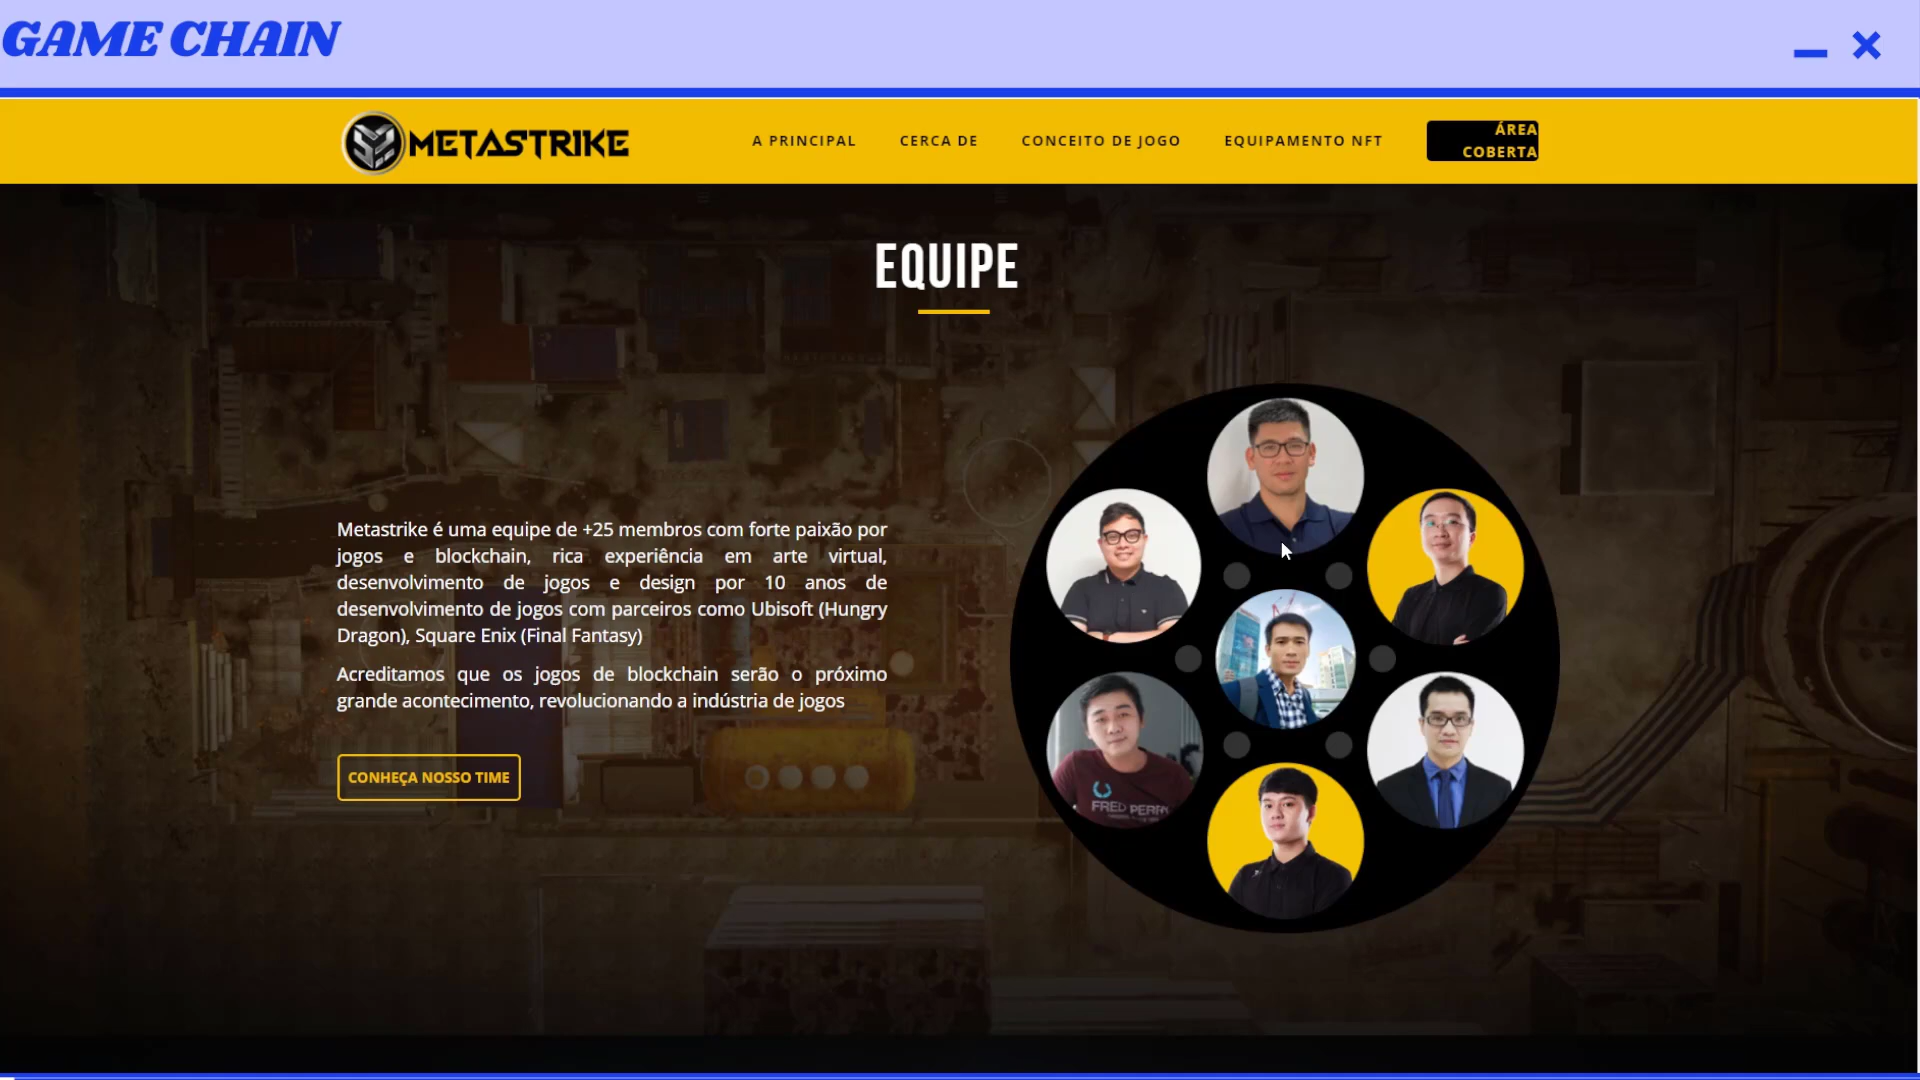 GAME CHAIN
METASTRIKE
A PRINCIPAL
CERCA DE
CONCEITO DE JOGO
EQUIPAMENTO NFT
ÁREA
COBERTA
EQUIPE
Metastrike é uma equipe de +25 membros com forte paixão por
jogos e blockchain, rica experiência em arte virtual,
desenvolvimento de jogos e design por 10 anos de
desenvolvimento de jogos com parceiros como Ubisoft (Hungry
Dragon), Square Enix (Final Fantasy)
Acreditamos que os jogos de blockchain serão o próximo
grande acontecimento, revolucionando a indústria de jogos
CONHEÇA NOSSO TIME
FRED PERRY